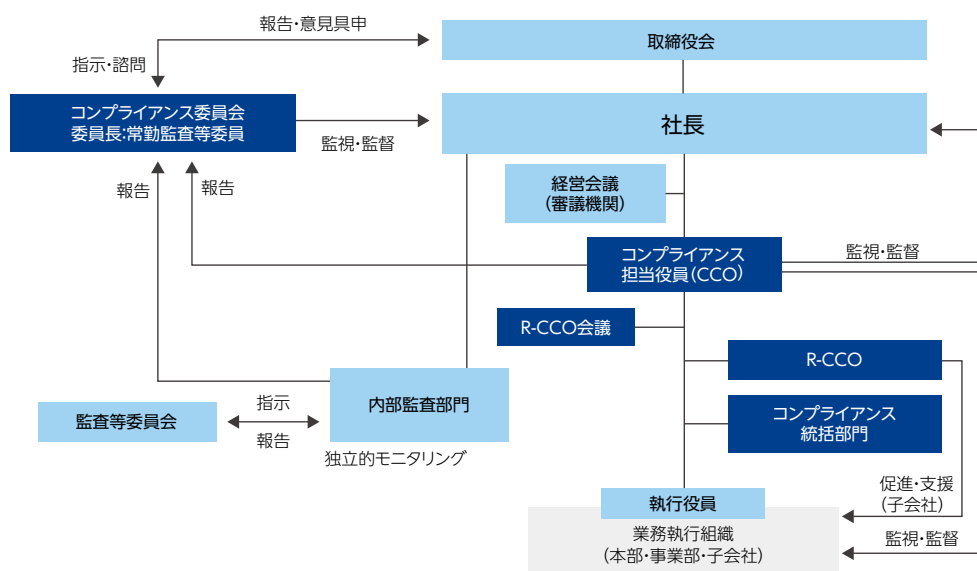 報告・意見具申
取締役会
指示・諮問
コンプライアンス委員会
委員長:常勤監査等委員
社長
監視・監督
報告
報告
経営会議
(審議機関)
コンプライアンス
担当役員(CCO)
監視・監督
R-CCO会議
R-CCO
内部監査部門
指示
監査等委員会
報告
コンプライアンス
統括部門
独立的モニタリング
促進・支援
(子会社)
執行役員
業務執行組織
(本部・事業部・子会社)
監視・監督